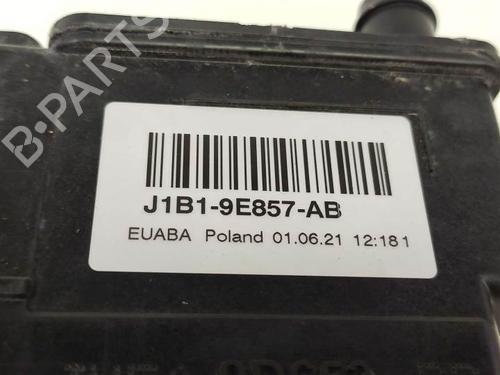 B-PARTS
J1B1-9E857-AB
EUABA Poland 01.06.21 12:18 1